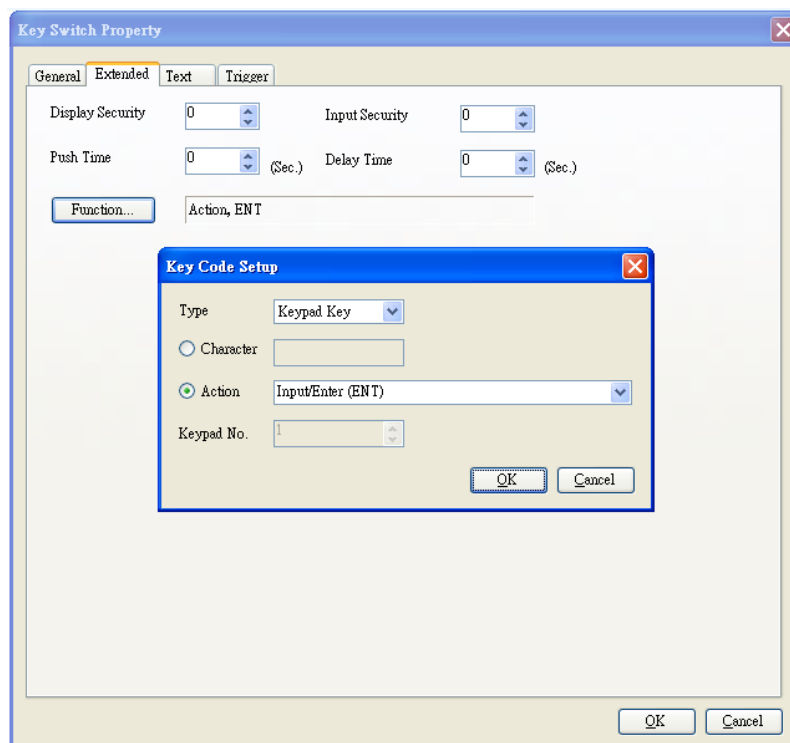 Key Switch Property
General Extended Text Trigger
Display Security 0 Input Security 0
Push Time 0 (Sec.) Delay Time 0 (Sec.)
Function... Action, ENT
Key Code Setup
Type Keypad Key
Character
Action Input/Enter (ENT)
Keypad No. 1
OK Cancel
OK Cancel